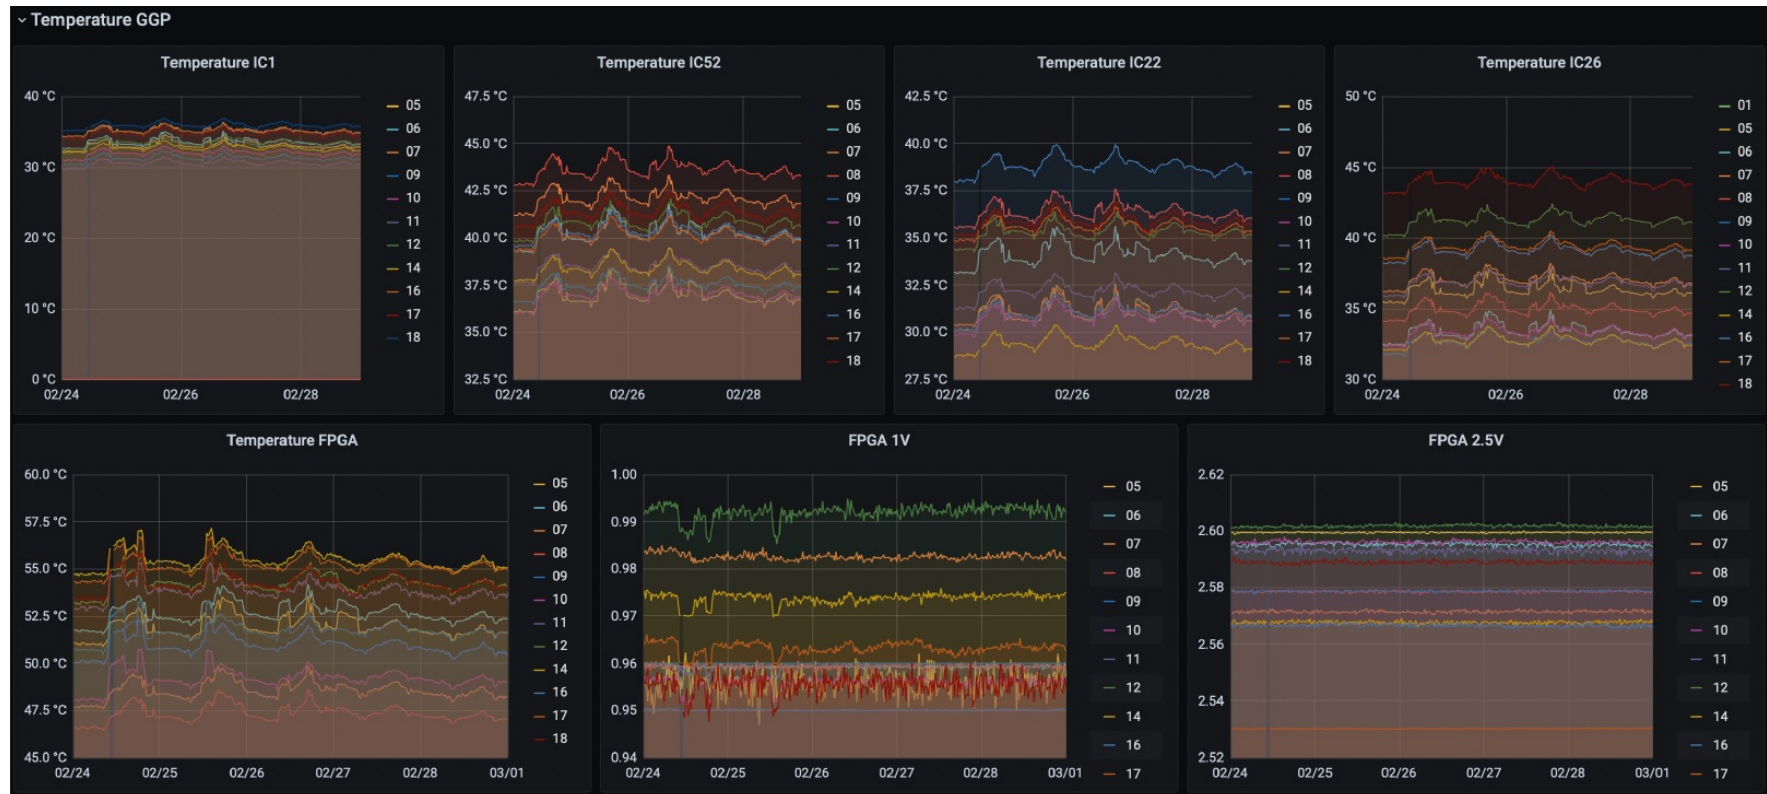 Temperature GGP
Temperature IC1
40 °C
30 °C
20 °C
10 °C
0 °C
02/24 02/26 02/28
05
06
07
09
10
11
12
14
16
17
18
Temperature IC52
47.5 °C
45.0 °C
42.5 °C
40.0 °C
37.5 °C
35.0 °C
32.5 °C
02/24 02/26 02/28
05
06
07
08
09
10
11
12
14
16
17
18
Temperature IC22
42.5 °C
40.0 °C
37.5 °C
35.0 °C
32.5 °C
30.0 °C
27.5 °C
02/24 02/26 02/28
05
06
07
08
09
10
11
12
14
16
17
18
Temperature IC26
50 °C
45 °C
40 °C
35 °C
30 °C
02/24 02/26 02/28
01
05
06
07
08
09
10
11
12
14
16
17
18
Temperature FPGA
60.0 °C
57.5 °C
55.0 °C
52.5 °C
50.0 °C
47.5 °C
45.0 °C
02/24 02/25 02/26 02/27 02/28 03/01
05
06
07
08
09
10
11
12
14
16
17
18
FPGA 1V
1.00
0.99
0.98
0.97
0.96
0.95
0.94
02/24 02/25 02/26 02/27 02/28 03/01
05
06
07
08
09
10
11
12
14
16
17
FPGA 2.5V
2.62
2.60
2.58
2.56
2.54
2.52
02/24 02/25 02/26 02/27 02/28 03/01
05
06
07
08
09
10
11
12
14
16
17